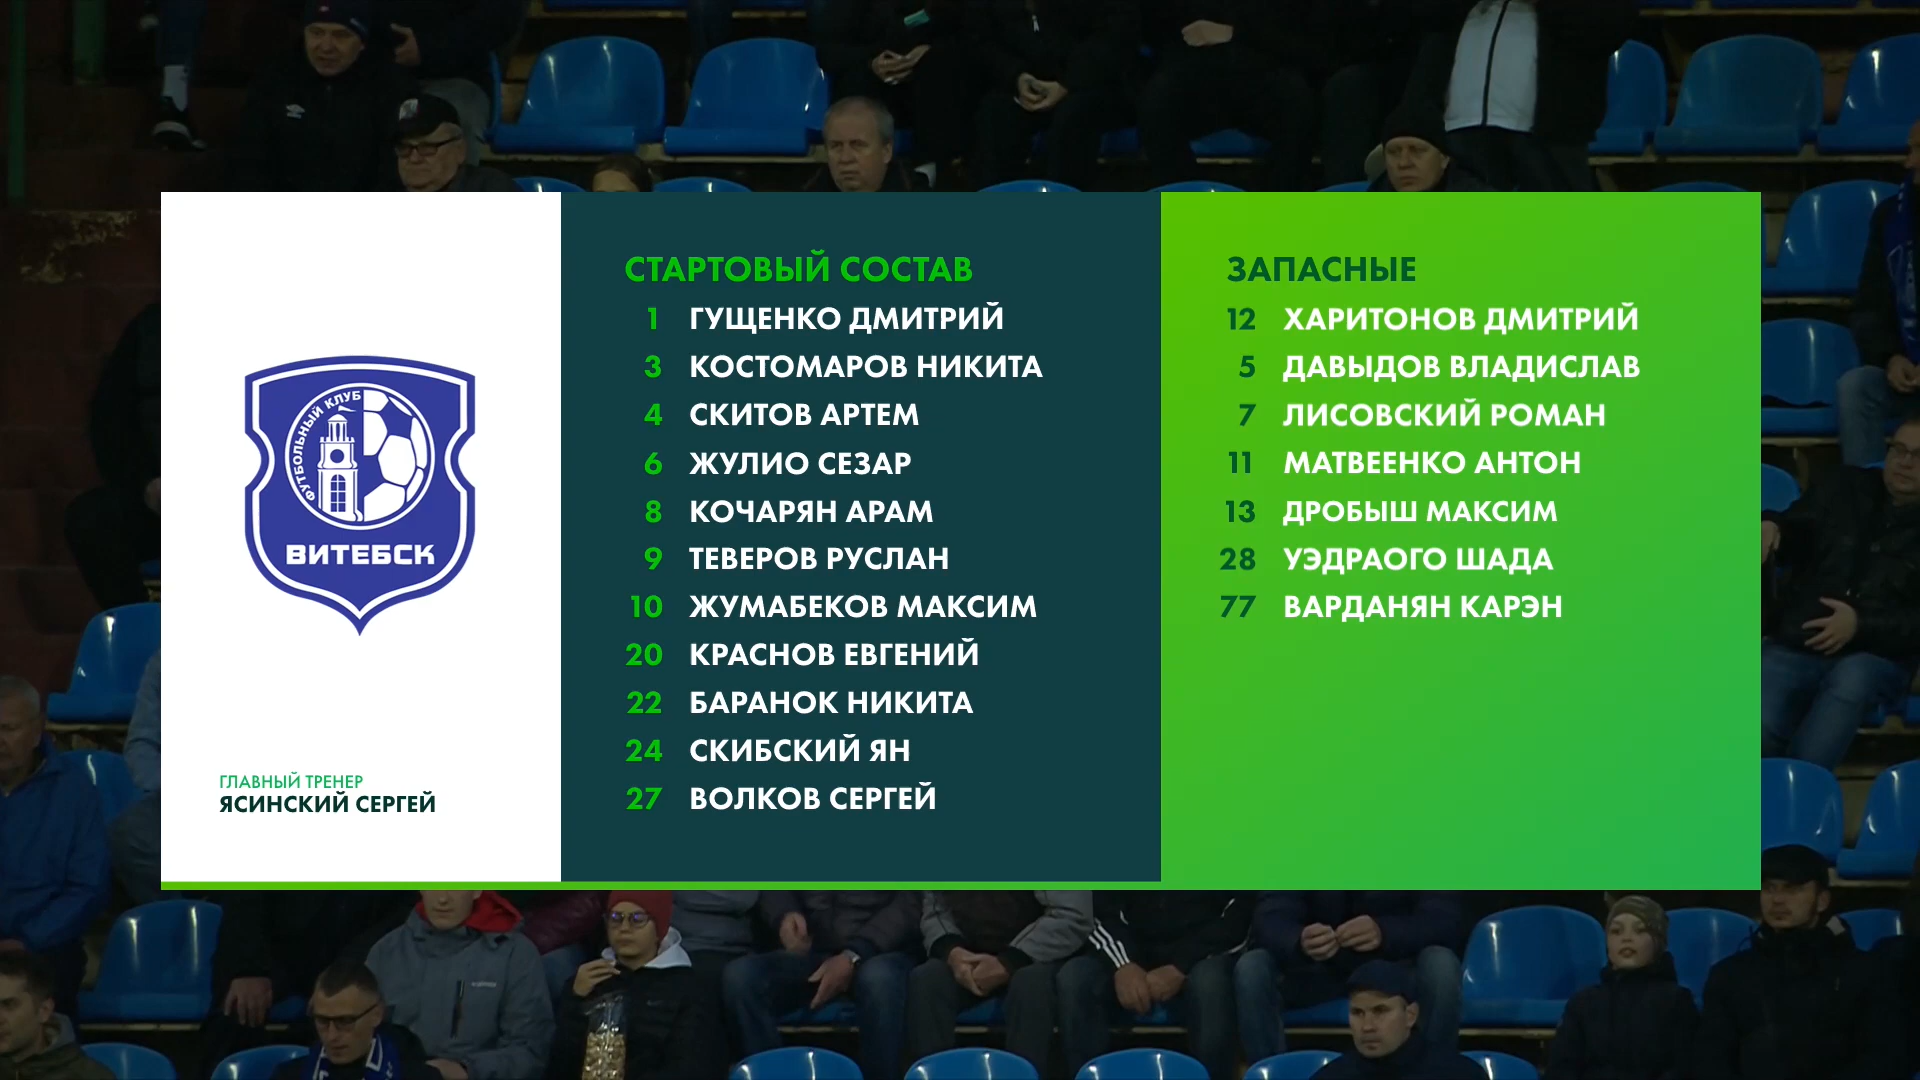 ФУТБОЛЬНЫЙ КЛУБ
ВИТЕБСК
ГЛАВНЫЙ ТРЕНЕР
ЯСИНСКИЙ СЕРГЕЙ
СТАРТОВЫЙ СОСТАВ
1 ГУЩЕНКО ДМИТРИЙ
3 КОСТОМАРОВ НИКИТА
4 СКИТОВ АРТЕМ
6 ЖУЛИО СЕЗАР
8 КОЧАРЯН АРАМ
9 ТЕВЕРОВ РУСЛАН
10 ЖУМАБЕКОВ МАКСИМ
20 КРАСНОВ ЕВГЕНИЙ
22 БАРАНОК НИКИТА
24 СКИБСКИЙ ЯН
27 ВОЛКОВ СЕРГЕЙ
ЗАПАСНЫЕ
12 ХАРИТОНОВ ДМИТРИЙ
5 ДАВЫДОВ ВЛАДИСЛАВ
7 ЛИСОВСКИЙ РОМАН
11 МАТВЕЕНКО АНТОН
13 ДРОБЫШ МАКСИМ
28 УЭДРАОГО ШАДА
77 ВАРДАНЯН КАРЭН